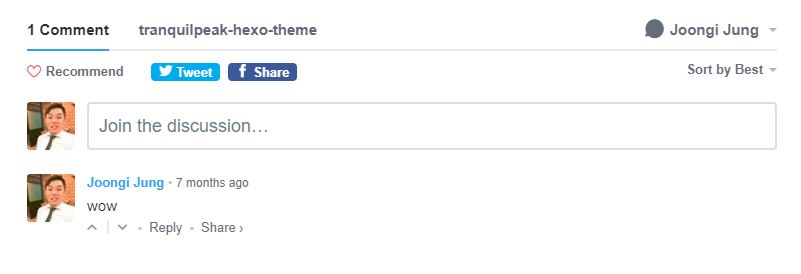 1 Comment tranquilpeak-hexo-theme Joongi Jung
Recommend Tweet Share Sort by Best
Join the discussion…
Joongi Jung • 7 months ago
wow
• Reply • Share ›